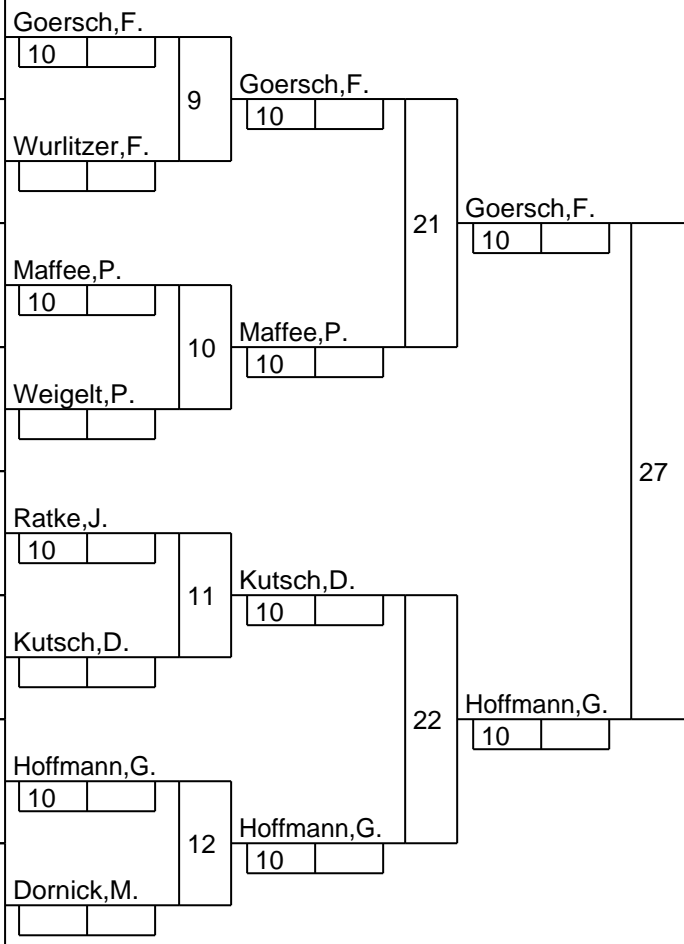 Goersch,F.
10
9
Goersch,F.
10
Wurlitzer,F.
21
Goersch,F.
10
Maffee,P.
10
10
Maffee,P.
10
Weigelt,P.
27
Ratke,J.
10
11
Kutsch,D.
10
Kutsch,D.
22
Hoffmann,G.
10
Hoffmann,G.
10
12
Hoffmann,G.
10
Dornick,M.